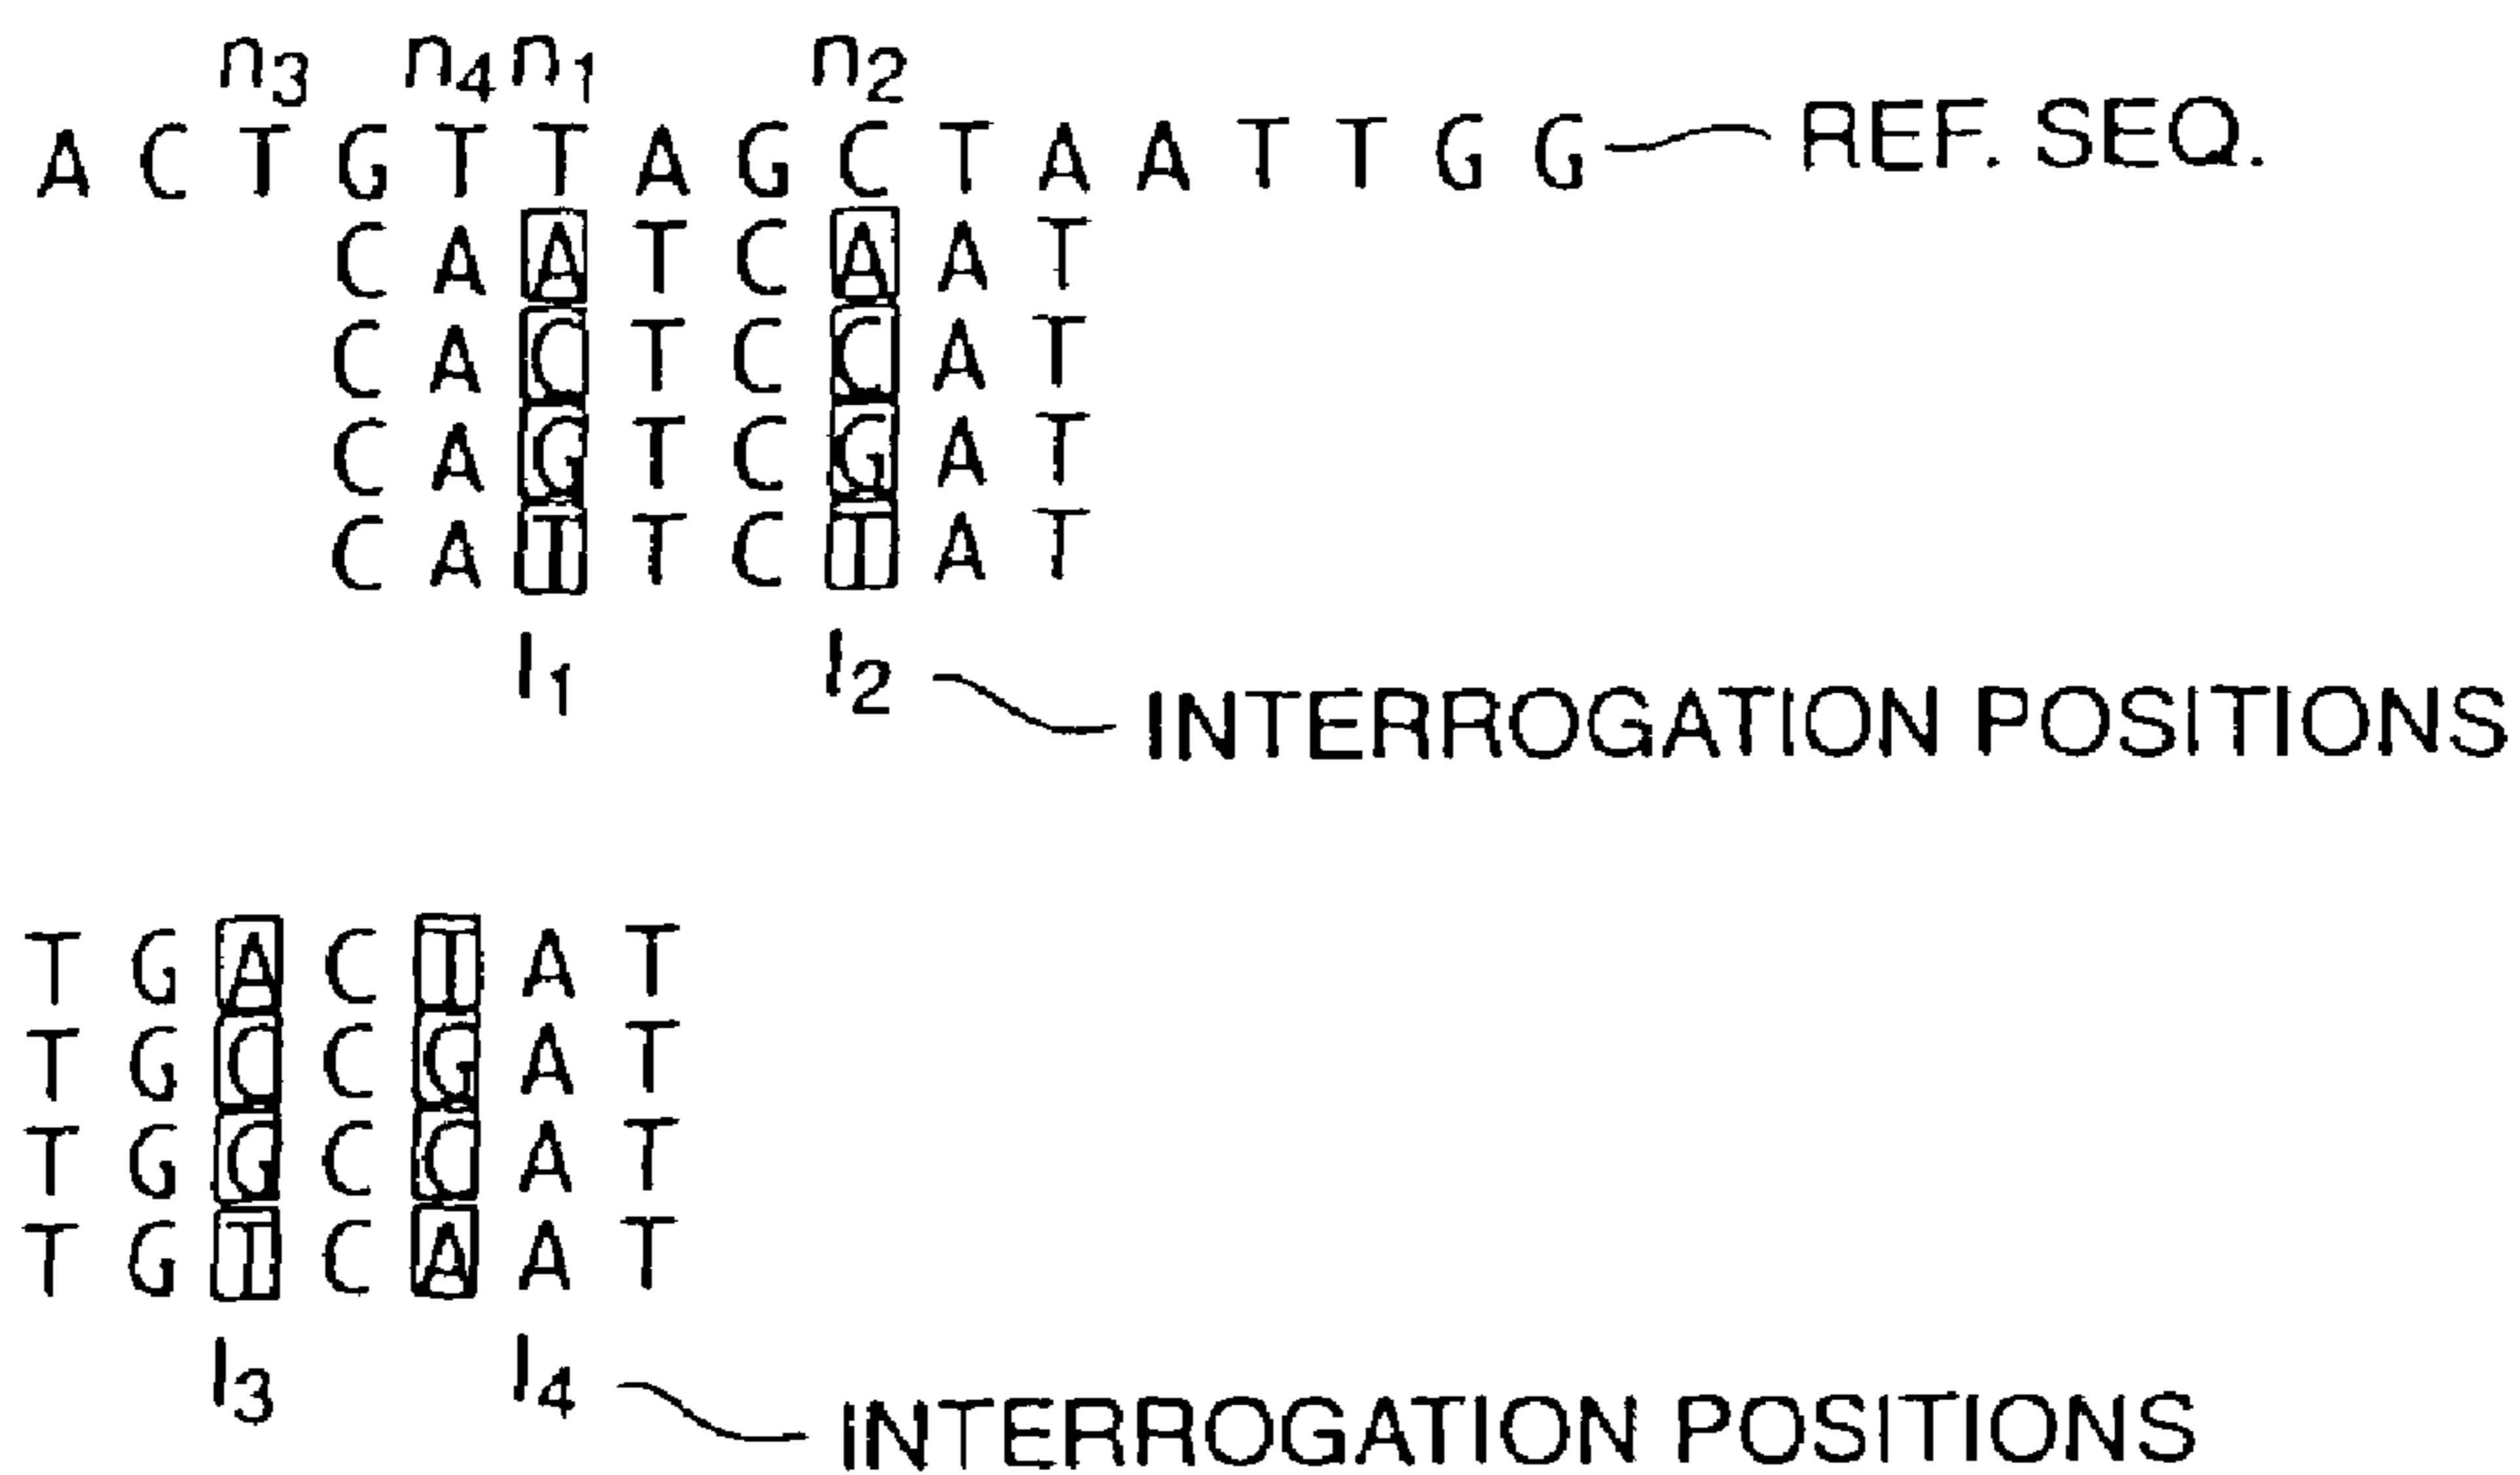 n3 n4 n1 n2
A C T G T T A G C T A A T T G G REF. SEQ.
C A A T C A A T
C A C T C C A T
C A G T C G A T
C A T T C T A T
I1 I2
INTERROGATION POSITIONS
T G A C T A T
T G C C G A T
T G G C C A T
T G T C A A T
I3 I4
INTERROGATION POSITIONS